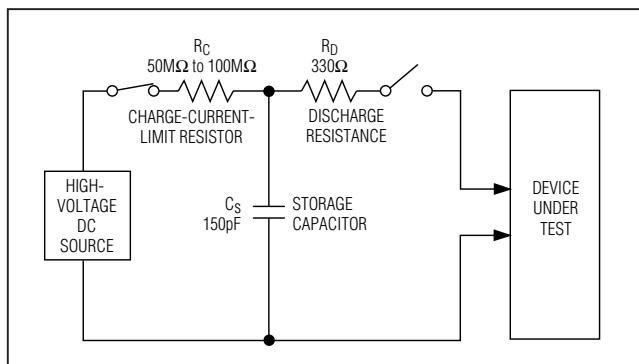 R_C
50MΩ to 100MΩ
CHARGE-CURRENT-
LIMIT RESISTOR
R_D
330Ω
DISCHARGE
RESISTANCE
HIGH-
VOLTAGE
DC
SOURCE
C_S
150pF
STORAGE
CAPACITOR
DEVICE
UNDER
TEST